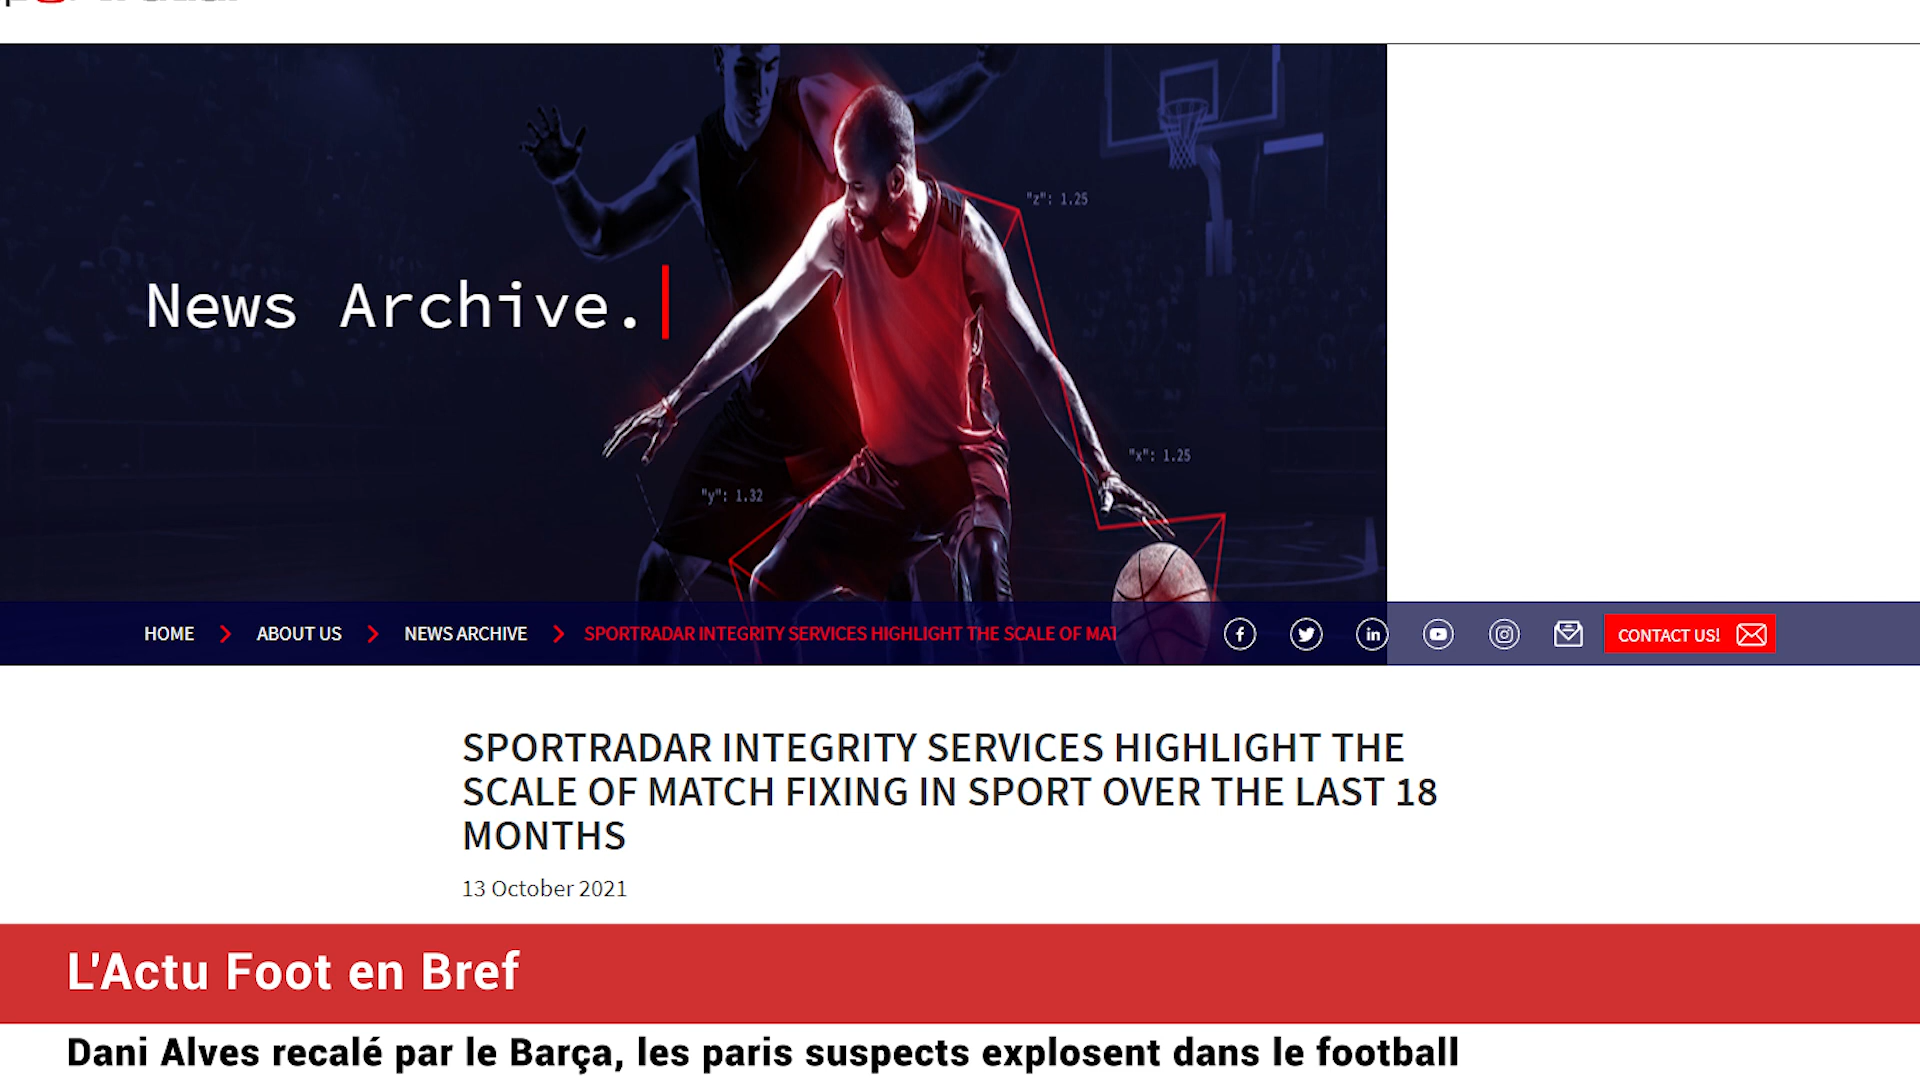 "z": 1.25
News Archive.
"x": 1.25
"y": 1.32
HOME ABOUT US NEWS ARCHIVE SPORTRADAR INTEGRITY SERVICES HIGHLIGHT THE SCALE OF MAT CONTACT US!
SPORTRADAR INTEGRITY SERVICES HIGHLIGHT THE
SCALE OF MATCH FIXING IN SPORT OVER THE LAST 18
MONTHS
13 October 2021
L'Actu Foot en Bref
Dani Alves recalé par le Barça, les paris suspects explosent dans le football